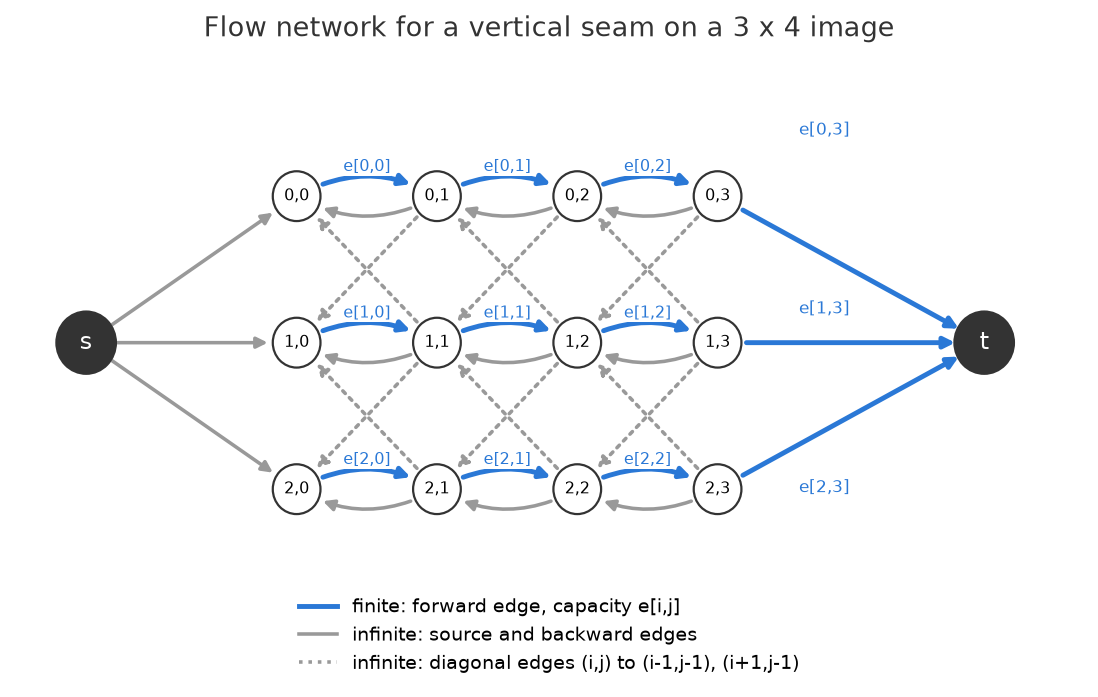 Flow network for a vertical seam on a 3 x 4 image
e[0,3]
e[0,0] e[0,1] e[0,2]
0,0 0,1 0,2 0,3
e[1,0] e[1,1] e[1,2] e[1,3]
s 1,0 1,1 1,2 1,3 t
e[2,0] e[2,1] e[2,2]
2,0 2,1 2,2 2,3 e[2,3]
finite: forward edge, capacity e[i,j]
infinite: source and backward edges
infinite: diagonal edges (i,j) to (i-1,j-1), (i+1,j-1)